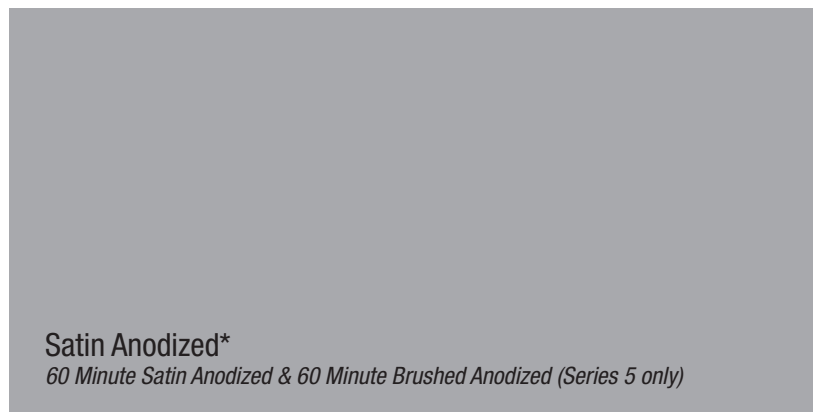 Satin Anodized*
60 Minute Satin Anodized & 60 Minute Brushed Anodized (Series 5 only)